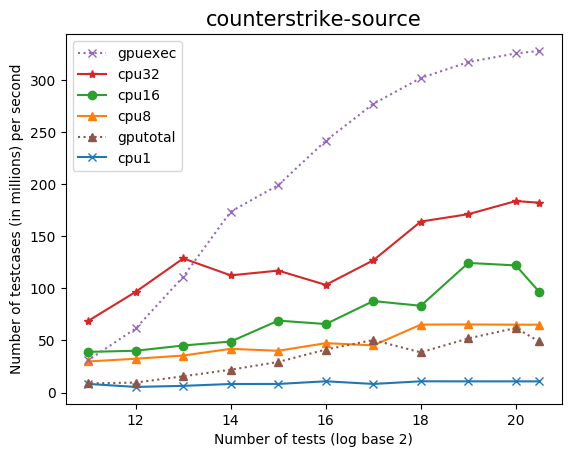 counterstrike-source
gpuexec
cpu32
cpu16
cpu8
gputotal
cpu1
Number of testcases (in millions) per second
300
250
200
150
100
50
0
12 14 16 18 20
Number of tests (log base 2)